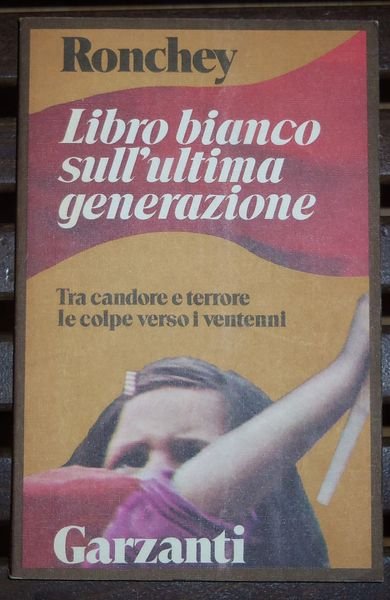 Ronchey
Libro bianco
sull'ultima
generazione
Tra candore e terrore
le colpe verso i ventenni
Garzanti